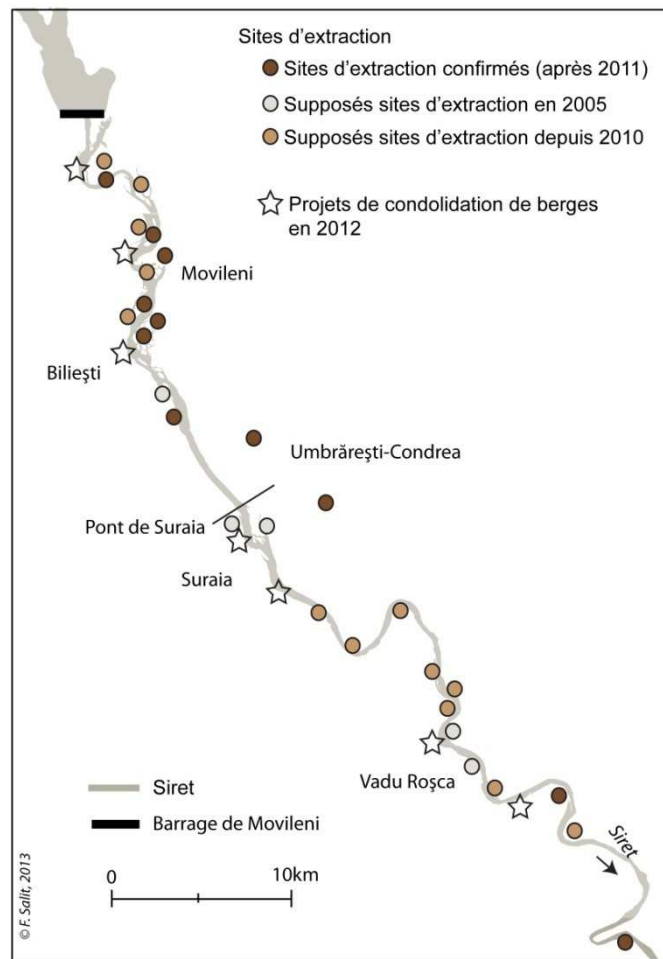 Sites d'extraction
Sites d'extraction confirmés (après 2011)
Supposés sites d'extraction en 2005
Supposés sites d'extraction depuis 2010
Projets de condolidation de berges
en 2012
Movileni
Bilieşti
Umbrăreşti-Condrea
Pont de Suraia
Suraia
Vadu Roşca
Siret
Siret
Barrage de Movileni
0
10km
© F. Salit, 2013